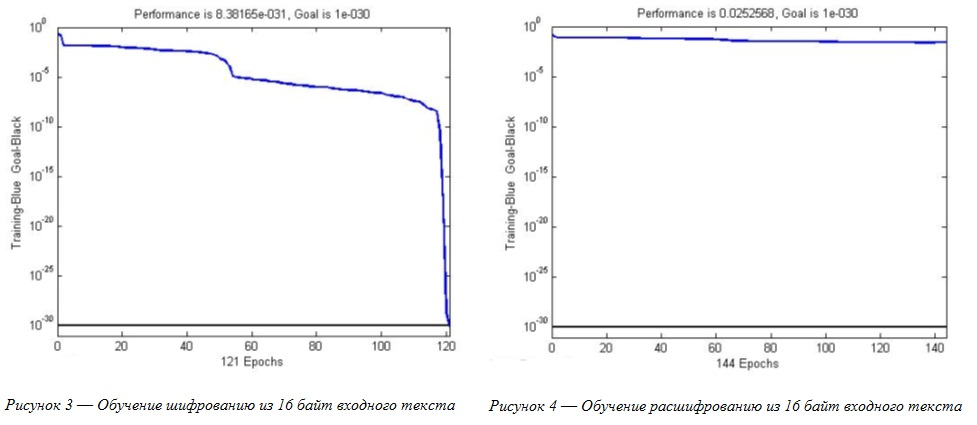 Performance is 8.38165e-031, Goal is 1e-030
10^0
10^-5
10^-10
10^-15
10^-20
10^-25
10^-30
Training-Blue Goal-Black
0 20 40 60 80 100 120
121 Epochs
Рисунок 3 — Обучение шифрованию из 16 байт входного текста
Performance is 0.0252568, Goal is 1e-030
10^0
10^-5
10^-10
10^-15
10^-20
10^-25
10^-30
Training-Blue Goal-Black
0 20 40 60 80 100 120 140
144 Epochs
Рисунок 4 — Обучение расшифрованию из 16 байт входного текста